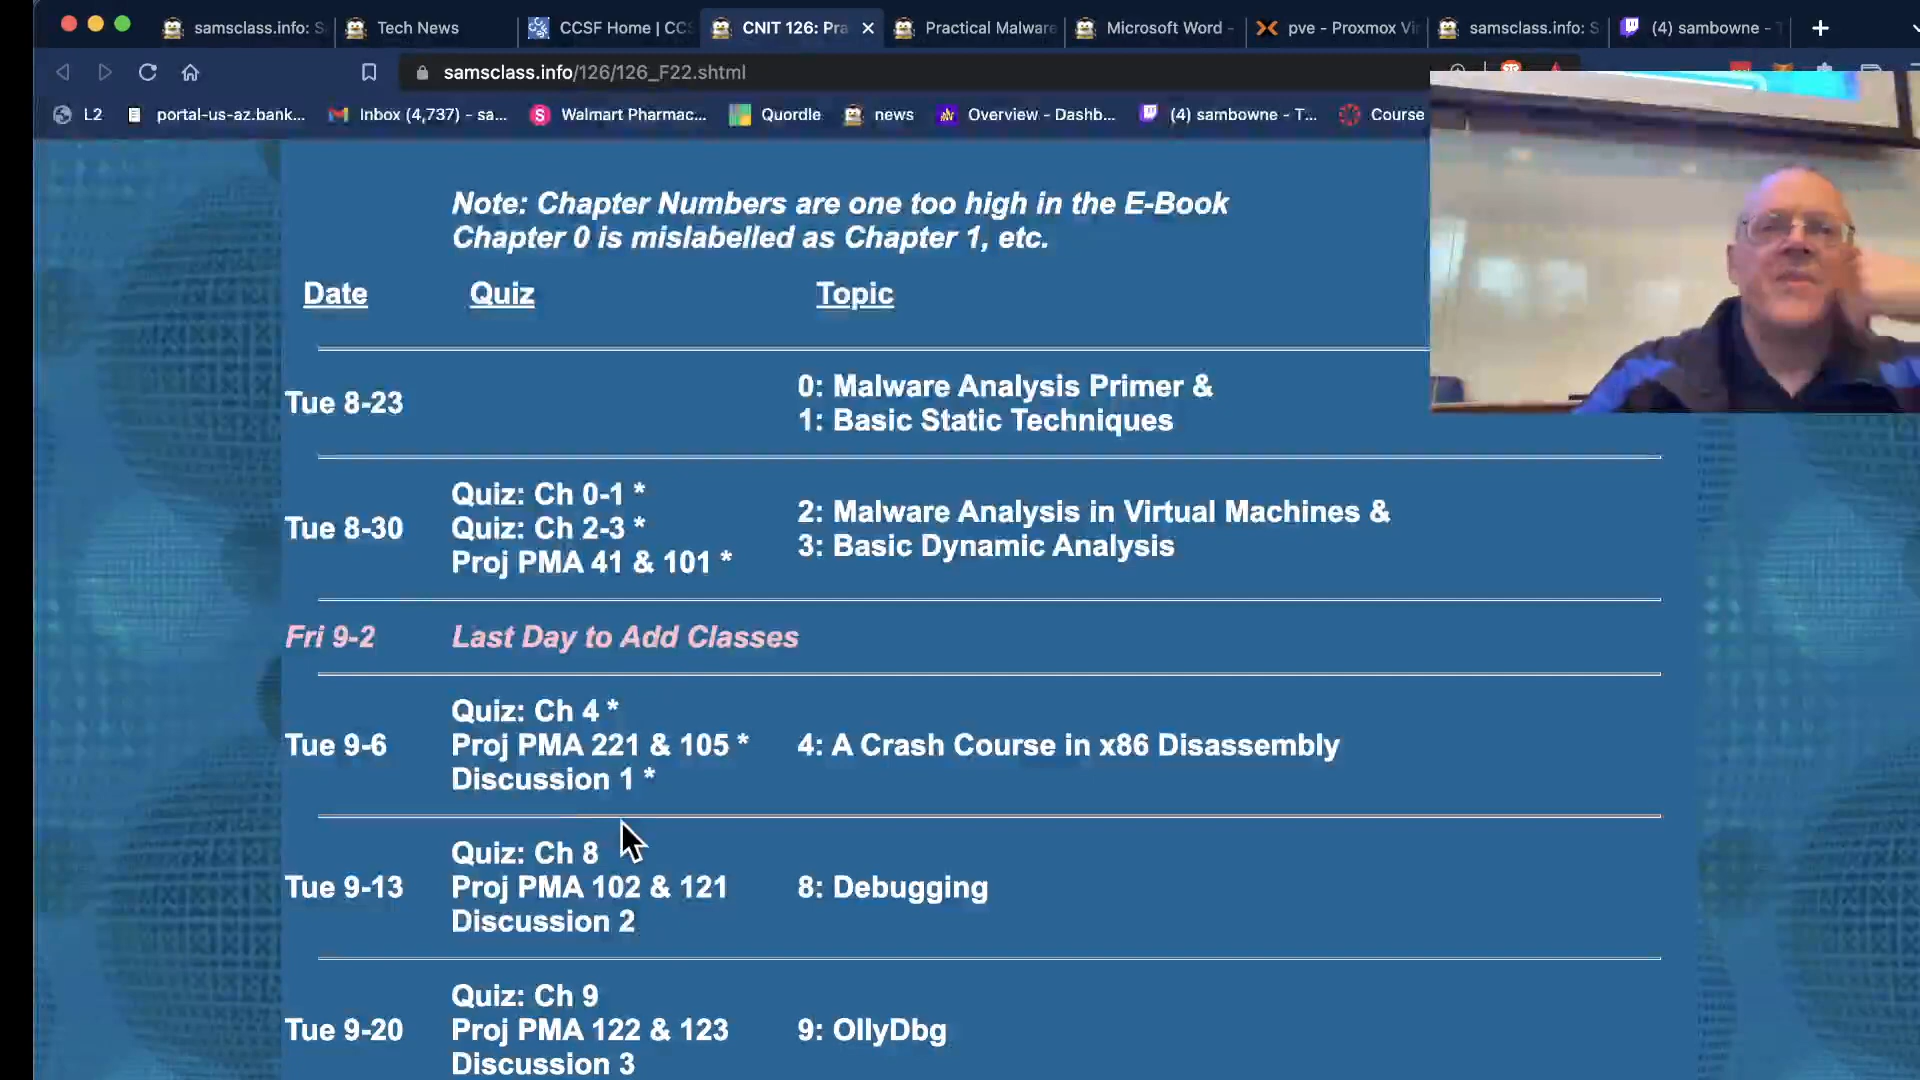 samsclass.info: S
Tech News
CCSF Home | CCS
CNIT 126: Pra
Practical Malware
Microsoft Word -
pve - Proxmox Vir
samsclass.info: S
(4) sambowne - T
samsclass.info/126/126_F22.shtml
L2
portal-us-az.bank...
Inbox (4,737) - sa...
Walmart Pharmac...
Quordle
news
Overview - Dashb...
(4) sambowne - T...
Course
Note: Chapter Numbers are one too high in the E-Book
Chapter 0 is mislabelled as Chapter 1, etc.
Date Quiz Topic
Tue 8-23
0: Malware Analysis Primer &
1: Basic Static Techniques
Tue 8-30
Quiz: Ch 0-1 *
Quiz: Ch 2-3 *
Proj PMA 41 & 101 *
2: Malware Analysis in Virtual Machines &
3: Basic Dynamic Analysis
Fri 9-2 Last Day to Add Classes
Tue 9-6
Quiz: Ch 4 *
Proj PMA 221 & 105 *
Discussion 1 *
4: A Crash Course in x86 Disassembly
Tue 9-13
Quiz: Ch 8
Proj PMA 102 & 121
Discussion 2
8: Debugging
Tue 9-20
Quiz: Ch 9
Proj PMA 122 & 123
Discussion 3
9: OllyDbg